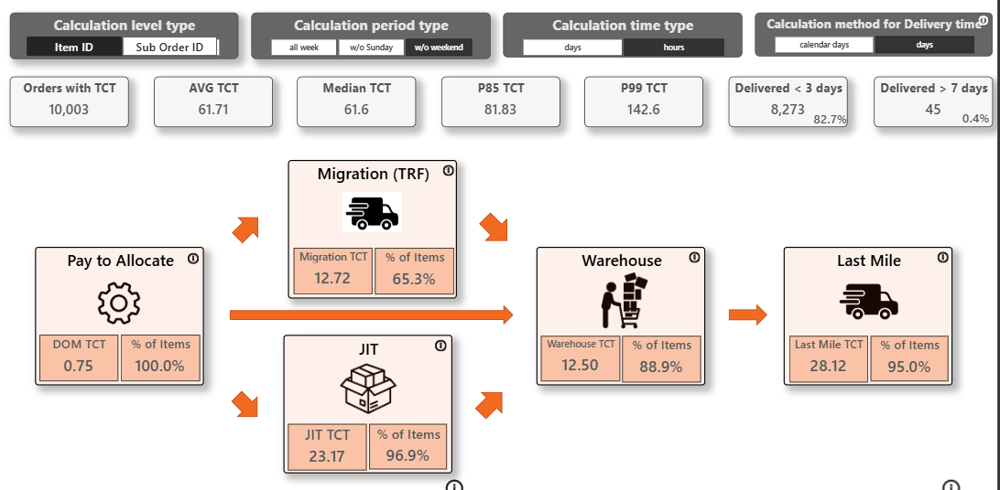 Calculation level type
Item ID
Sub Order ID
Calculation period type
all week
w/o Sunday
w/o weekend
Calculation time type
days
hours
Calculation method for Delivery time
calendar days
days
Orders with TCT
10,003
AVG TCT
61.71
Median TCT
61.6
P85 TCT
81.83
P99 TCT
142.6
Delivered < 3 days
8,273
82.7%
Delivered > 7 days
45
0.4%
Migration (TRF)
Migration TCT
12.72
% of Items
65.3%
Pay to Allocate
DOM TCT
0.75
% of Items
100.0%
JIT
JIT TCT
23.17
% of Items
96.9%
Warehouse
Warehouse TCT
12.50
% of Items
88.9%
Last Mile
Last Mile TCT
28.12
% of Items
95.0%